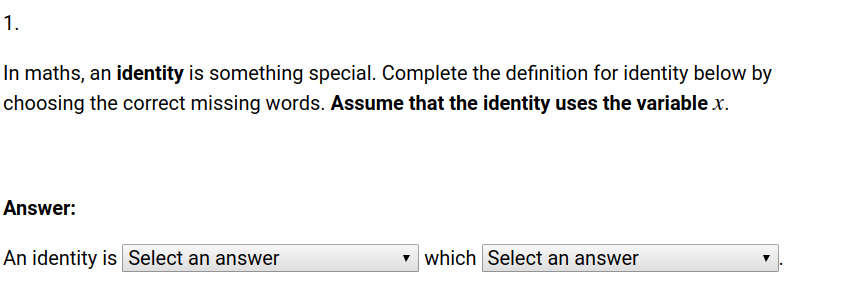 1.
In maths, an identity is something special. Complete the definition for identity below by
choosing the correct missing words. Assume that the identity uses the variable x.
Answer:
An identity is Select an answer which Select an answer .